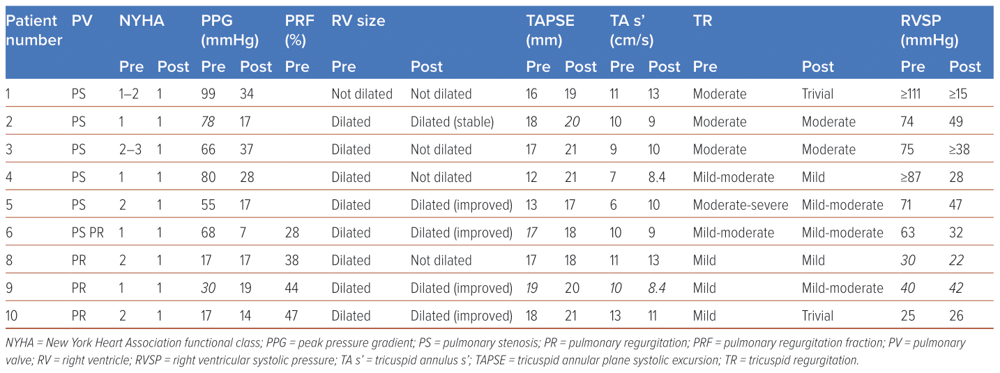 Patient number PV NYHA PPG (mmHg) PRF (%) RV size TAPSE (mm) TA s’ (cm/s) TR RVSP (mmHg)
Pre Post Pre Post Pre Pre Post Pre Post Pre Post Pre Post Pre Post
1 PS 1–2 1 99 34 Not dilated Not dilated 16 19 11 13 Moderate Trivial ≥111 ≥15
2 PS 1 1 78 17 Dilated Dilated (stable) 18 20 10 9 Moderate Moderate 74 49
3 PS 2–3 1 66 37 Dilated Not dilated 17 21 9 10 Moderate Moderate 75 ≥38
4 PS 1 1 80 28 Dilated Not dilated 12 21 7 8.4 Mild-moderate Mild ≥87 28
5 PS 2 1 55 17 Dilated Dilated (improved) 13 17 6 10 Moderate-severe Mild-moderate 71 47
6 PS PR 1 1 68 7 28 Dilated Dilated (improved) 17 18 10 9 Mild-moderate Mild-moderate 63 32
8 PR 2 1 17 17 38 Dilated Not dilated 17 18 11 13 Mild Mild 30 22
9 PR 1 1 30 19 44 Dilated Dilated (improved) 19 20 10 8.4 Mild Mild-moderate 40 42
10 PR 2 1 17 14 47 Dilated Dilated (improved) 18 21 13 11 Mild Trivial 25 26
NYHA = New York Heart Association functional class; PPG = peak pressure gradient; PS = pulmonary stenosis; PR = pulmonary regurgitation; PRF = pulmonary regurgitation fraction; PV = pulmonary
valve; RV = right ventricle; RVSP = right ventricular systolic pressure; TA s’ = tricuspid annulus s’; TAPSE = tricuspid annular plane systolic excursion; TR = tricuspid regurgitation.